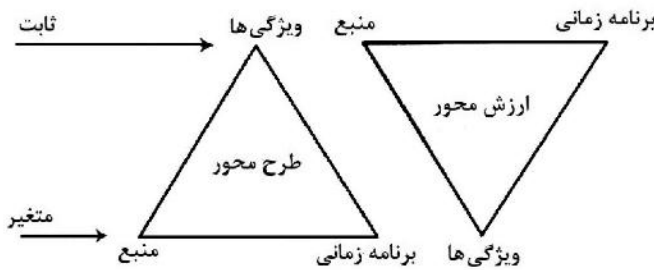 ثابت
ویژگی‌ها
منبع
برنامه زمانی
ارزش محور
طرح محور
متغیر
منبع
برنامه زمانی
ویژگی‌ها